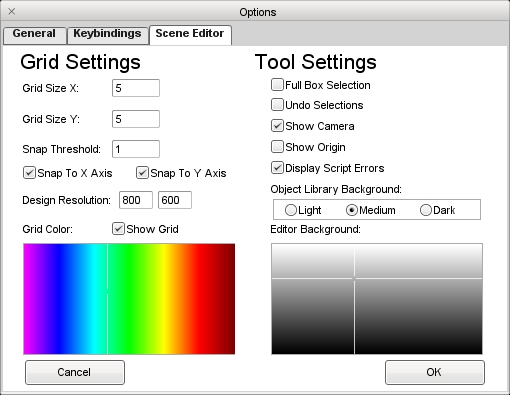 Options
General Keybindings Scene Editor
Grid Settings
Grid Size X: 5
Grid Size Y: 5
Snap Threshold: 1
Snap To X Axis Snap To Y Axis
Design Resolution: 800 600
Grid Color: Show Grid
Cancel
Tool Settings
Full Box Selection
Undo Selections
Show Camera
Show Origin
Display Script Errors
Object Library Background:
Light Medium Dark
Editor Background:
OK